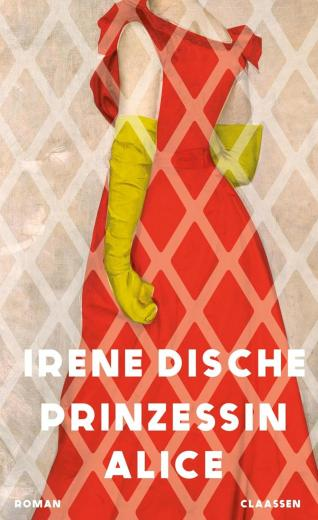 IRENE DISCHE
PRINZESSIN
ALICE
ROMAN CLAASSEN